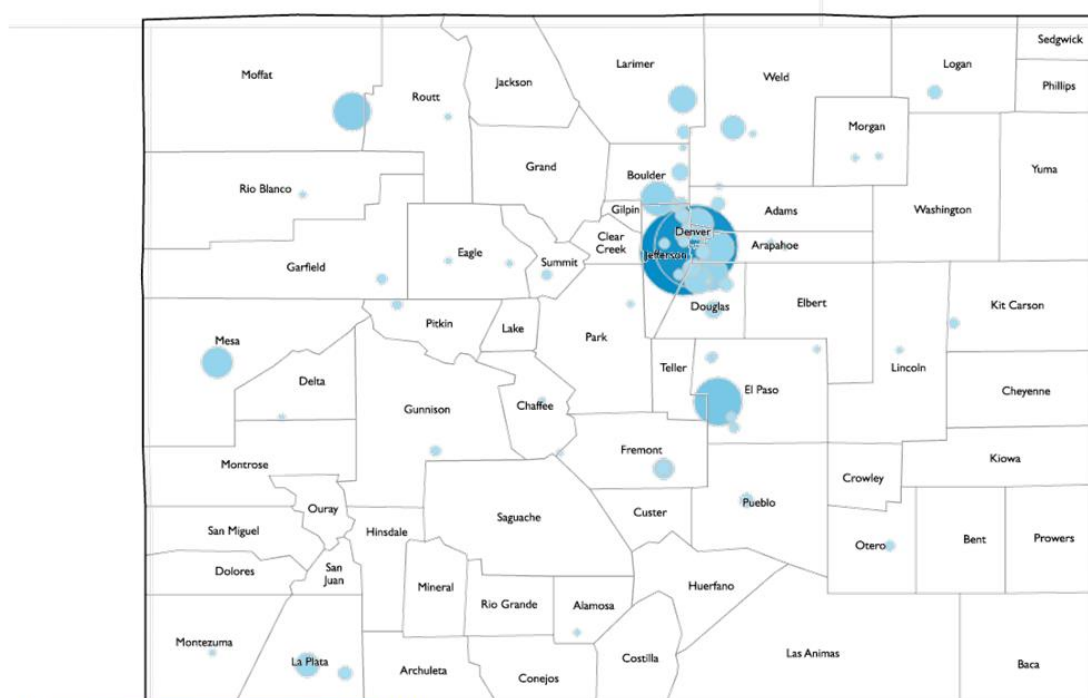 Sedgwick
Moffat
Jackson
Larimer
Weld
Logan
Phillips
Routt
Morgan
Grand
Yuma
Rio Blanco
Boulder
Gilpin
Adams
Washington
Denver
Clear
Creek
Arapahoe
Jefferson
Eagle
Summit
Garfield
Douglas
Elbert
Kit Carson
Pitkin
Lake
Park
Mesa
Teller
Lincoln
Delta
El Paso
Cheyenne
Gunnison
Chaffee
Fremont
Kiowa
Montrose
Crowley
Pueblo
Ouray
Custer
Saguache
San Miguel
Hinsdale
Otero
Bent
Prowers
Dolores
San
Juan
Mineral
Huerfano
Rio Grande
Alamosa
Montezuma
La Plata
Costilla
Las Animas
Baca
Archuleta
Conejos